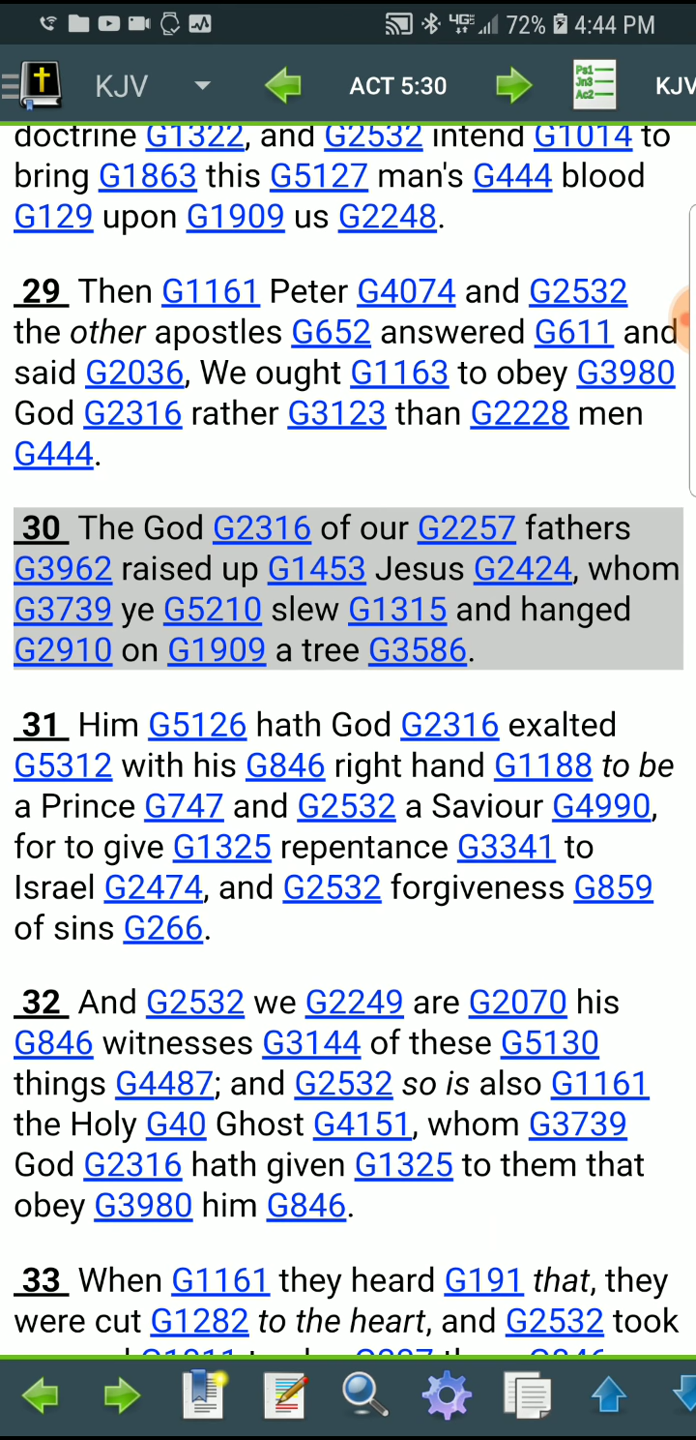 72% 4:44 PM
KJV ACT 5:30 Ps1 Jn3 Ac2 KJV
doctrine G1322, and G2532 intend G1014 to
bring G1863 this G5127 man's G444 blood
G129 upon G1909 us G2248.
29 Then G1161 Peter G4074 and G2532
the other apostles G652 answered G611 and
said G2036, We ought G1163 to obey G3980
God G2316 rather G3123 than G2228 men
G444.
30 The God G2316 of our G2257 fathers
G3962 raised up G1453 Jesus G2424, whom
G3739 ye G5210 slew G1315 and hanged
G2910 on G1909 a tree G3586.
31 Him G5126 hath God G2316 exalted
G5312 with his G846 right hand G1188 to be
a Prince G747 and G2532 a Saviour G4990,
for to give G1325 repentance G3341 to
Israel G2474, and G2532 forgiveness G859
of sins G266.
32 And G2532 we G2249 are G2070 his
G846 witnesses G3144 of these G5130
things G4487; and G2532 so is also G1161
the Holy G40 Ghost G4151, whom G3739
God G2316 hath given G1325 to them that
obey G3980 him G846.
33 When G1161 they heard G191 that, they
were cut G1282 to the heart, and G2532 took